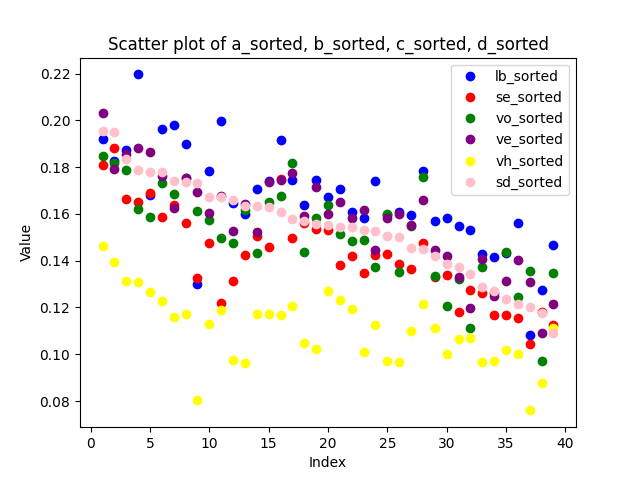 Scatter plot of a_sorted, b_sorted, c_sorted, d_sorted
lb_sorted
se_sorted
vo_sorted
ve_sorted
vh_sorted
sd_sorted
Value
0.22
0.20
0.18
0.16
0.14
0.12
0.10
0.08
0 5 10 15 20 25 30 35 40
Index